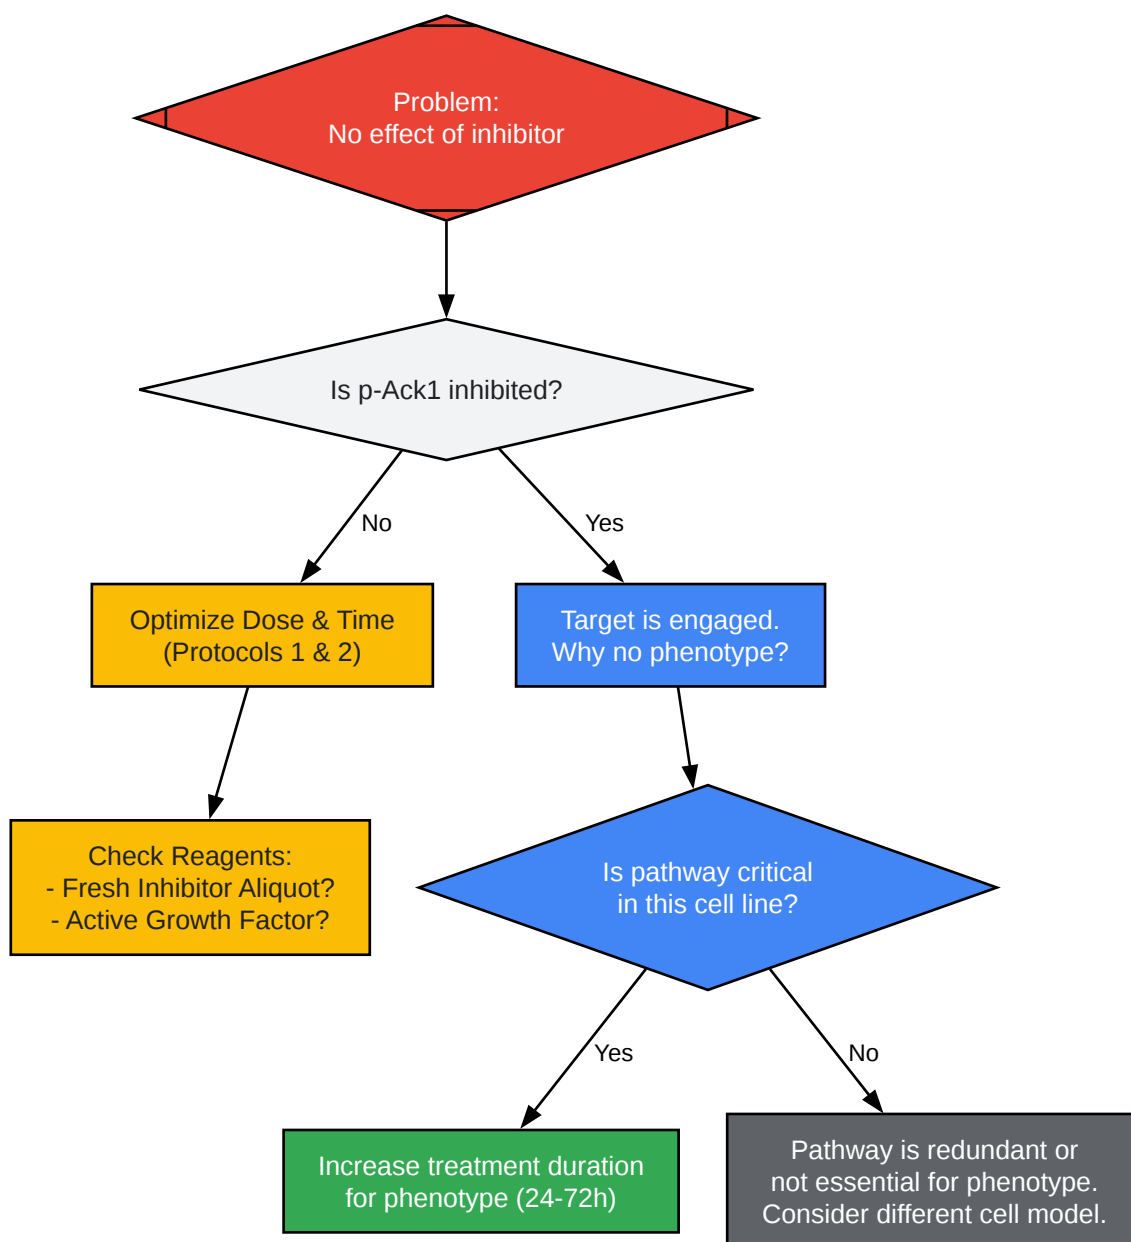 Problem:
No effect of inhibitor
Is p-Ack1 inhibited?
No
Yes
Optimize Dose & Time
(Protocols 1 & 2)
Target is engaged.
Why no phenotype?
Check Reagents:
- Fresh Inhibitor Aliquot?
- Active Growth Factor?
Is pathway critical
in this cell line?
Yes
No
Increase treatment duration
for phenotype (24-72h)
Pathway is redundant or
not essential for phenotype.
Consider different cell model.